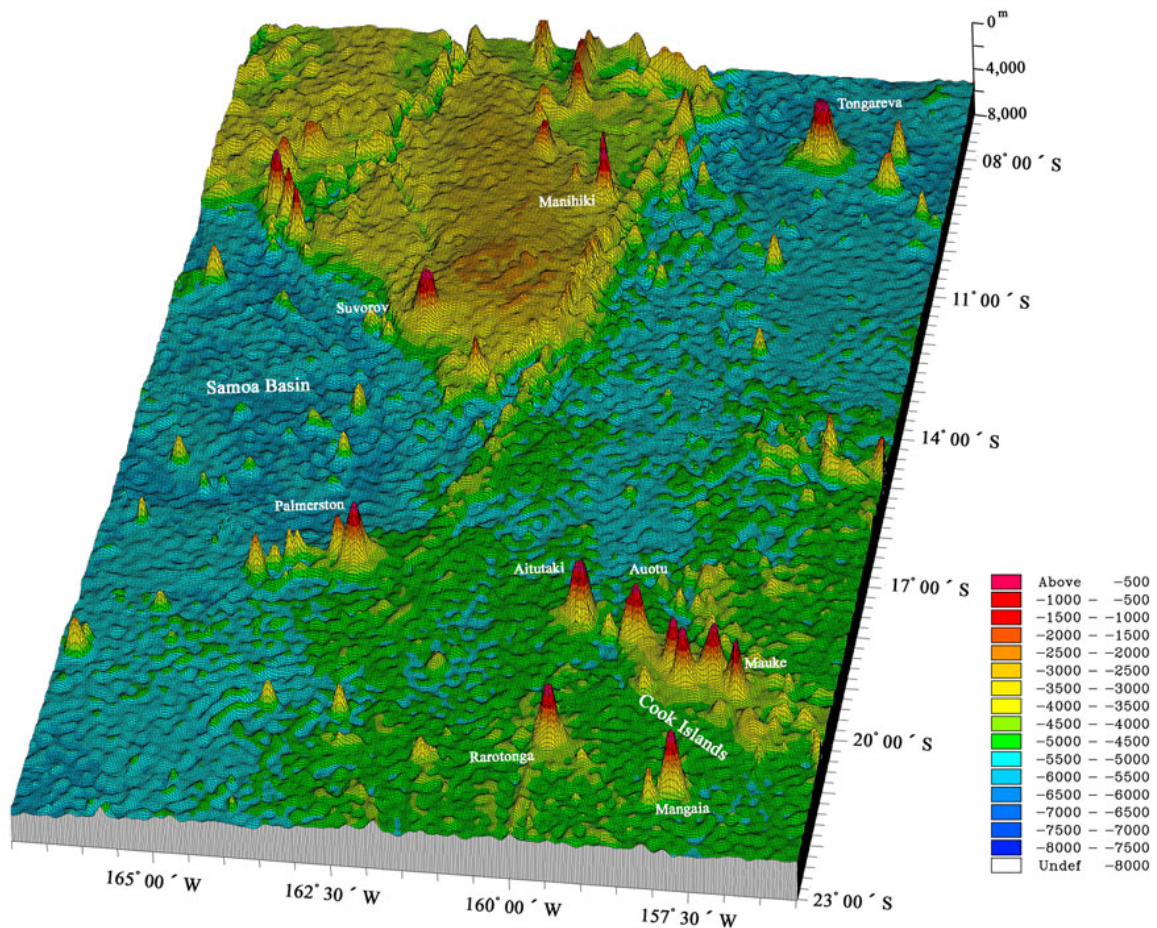 0 m
4,000
8,000
Tongareva
08° 00 ´ S
Manihiki
11° 00 ´ S
Suvorov
Samoa Basin
14° 00 ´ S
Palmerston
Aitutaki
Auotu
17° 00 ´ S
Mauke
Cook Islands
20° 00 ´ S
Rarotonga
Mangaia
23° 00 ´ S
165° 00 ´ W
162° 30 ´ W
160° 00 ´ W
157° 30 ´ W
Above -500
-1000 - -500
-1500 - -1000
-2000 - -1500
-2500 - -2000
-3000 - -2500
-3500 - -3000
-4000 - -3500
-4500 - -4000
-5000 - -4500
-5500 - -5000
-6000 - -5500
-6500 - -6000
-7000 - -6500
-7500 - -7000
-8000 - -7500
Undef -8000